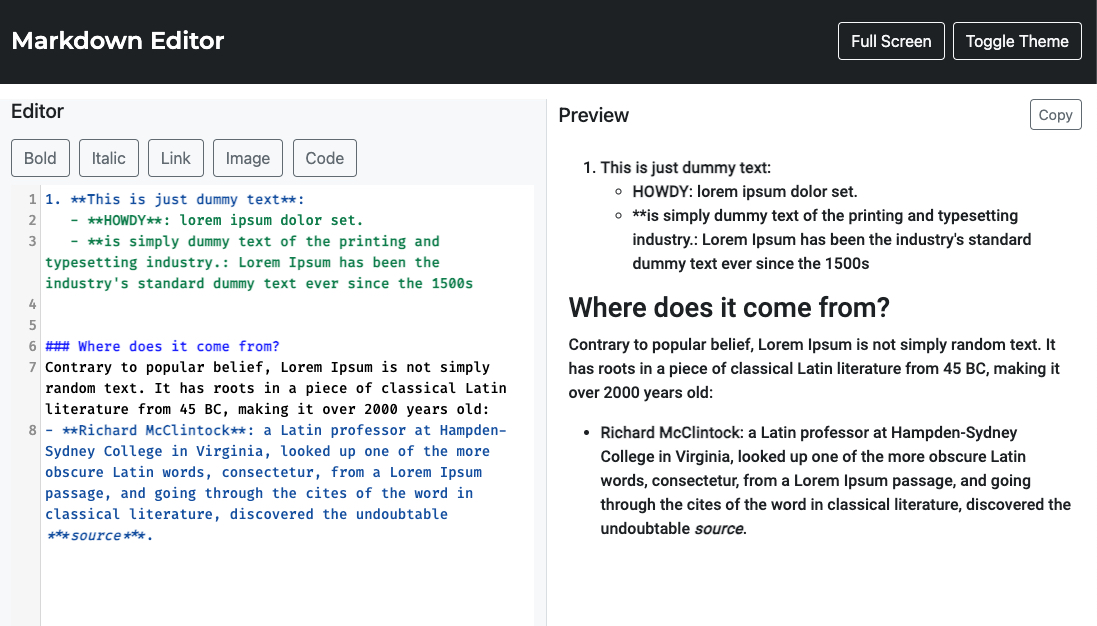 Markdown Editor
Full Screen
Toggle Theme
Editor
Bold
Italic
Link
Image
Code
1 1. **This is just dummy text**:
2 - **HOWDY**: lorem ipsum dolor set.
3 - **is simply dummy text of the printing and
typesetting industry.: Lorem Ipsum has been the
industry's standard dummy text ever since the 1500s
4
5
6 ### Where does it come from?
7 Contrary to popular belief, Lorem Ipsum is not simply
random text. It has roots in a piece of classical Latin
literature from 45 BC, making it over 2000 years old:
8 - **Richard McClintock**: a Latin professor at Hampden-
Sydney College in Virginia, looked up one of the more
obscure Latin words, consectetur, from a Lorem Ipsum
passage, and going through the cites of the word in
classical literature, discovered the undoubtable
***source***.
Preview
Copy
1. This is just dummy text:
HOWDY: lorem ipsum dolor set.
**is simply dummy text of the printing and typesetting
industry.: Lorem Ipsum has been the industry's standard
dummy text ever since the 1500s
Where does it come from?
Contrary to popular belief, Lorem Ipsum is not simply random text. It
has roots in a piece of classical Latin literature from 45 BC, making it
over 2000 years old:
Richard McClintock: a Latin professor at Hampden-Sydney
College in Virginia, looked up one of the more obscure Latin
words, consectetur, from a Lorem Ipsum passage, and going
through the cites of the word in classical literature, discovered the
undoubtable source.